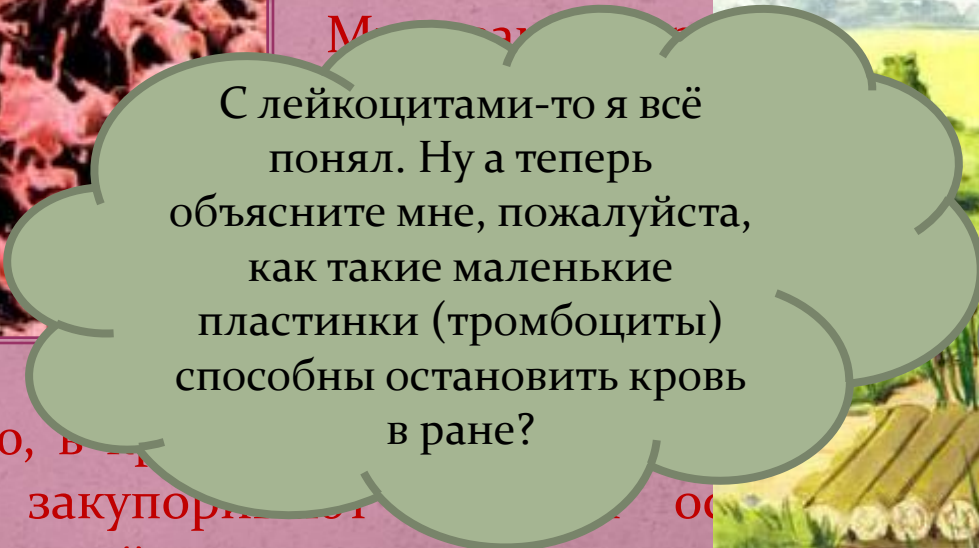 С лейкоцитами-то я всё
понял. Ну а теперь
объясните мне, пожалуйста,
как такие маленькие
пластинки (тромбоциты)
способны остановить кровь
в ране?